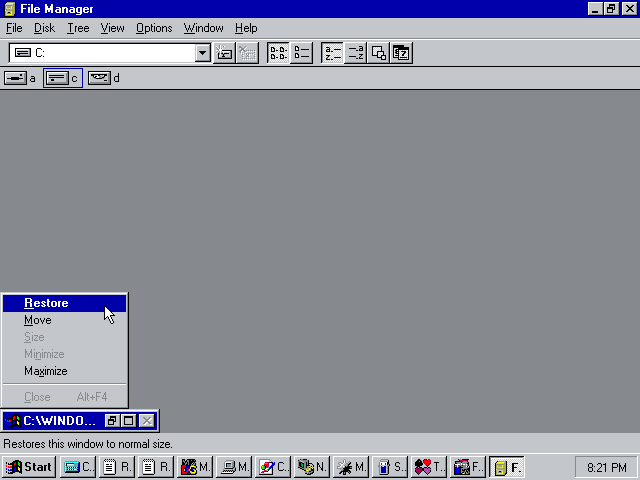 File Manager
File Disk Tree View Options Window Help
C:
a c d
Restore
Move
Size
Minimize
Maximize
Close Alt+F4
C:\WINDO...
Restores this window to normal size.
Start C.. R.. R.. M.. M.. C.. N.. M.. S.. T.. F.. F.. 8:21 PM